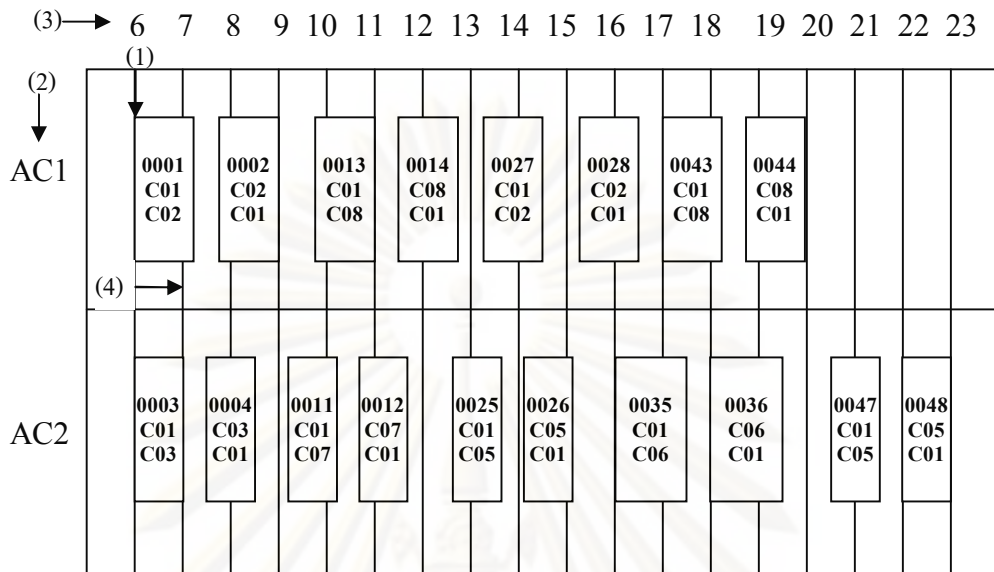 (3) 6 7 8 9 10 11 12 13 14 15 16 17 18 19 20 21 22 23
(1)
(2)
AC1
0001 0002 0013 0014 0027 0028 0043 0044
C01 C02 C01 C08 C01 C02 C01 C08
C02 C01 C08 C01 C02 C01 C08 C01
(4)
AC2
0003 0004 0011 0012 0025 0026 0035 0036 0047 0048
C01 C03 C01 C07 C01 C05 C01 C06 C01 C05
C03 C01 C07 C01 C05 C01 C06 C01 C05 C01